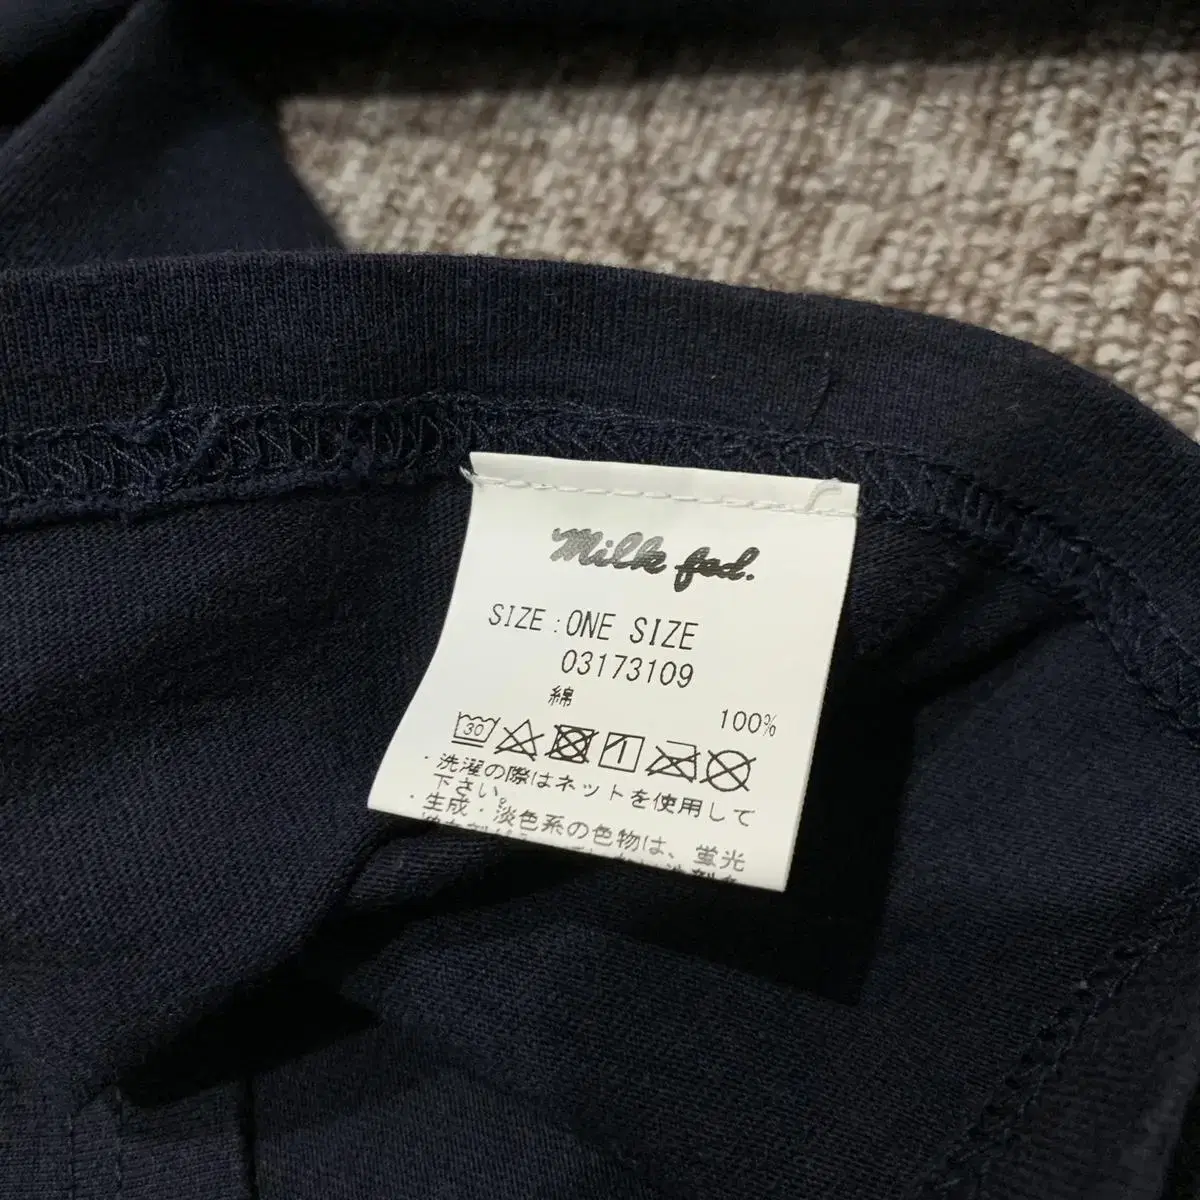 Milk fed.
SIZE:ONE SIZE
03173109
綿 100%
30
・洗濯の際はネットを使用して
下さい。
・生成・淡色系の色物は、蛍光